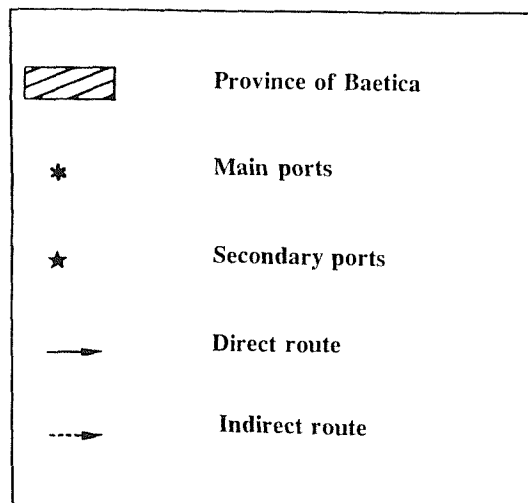 Province of Baetica
Main ports
Secondary ports
Direct route
Indirect route